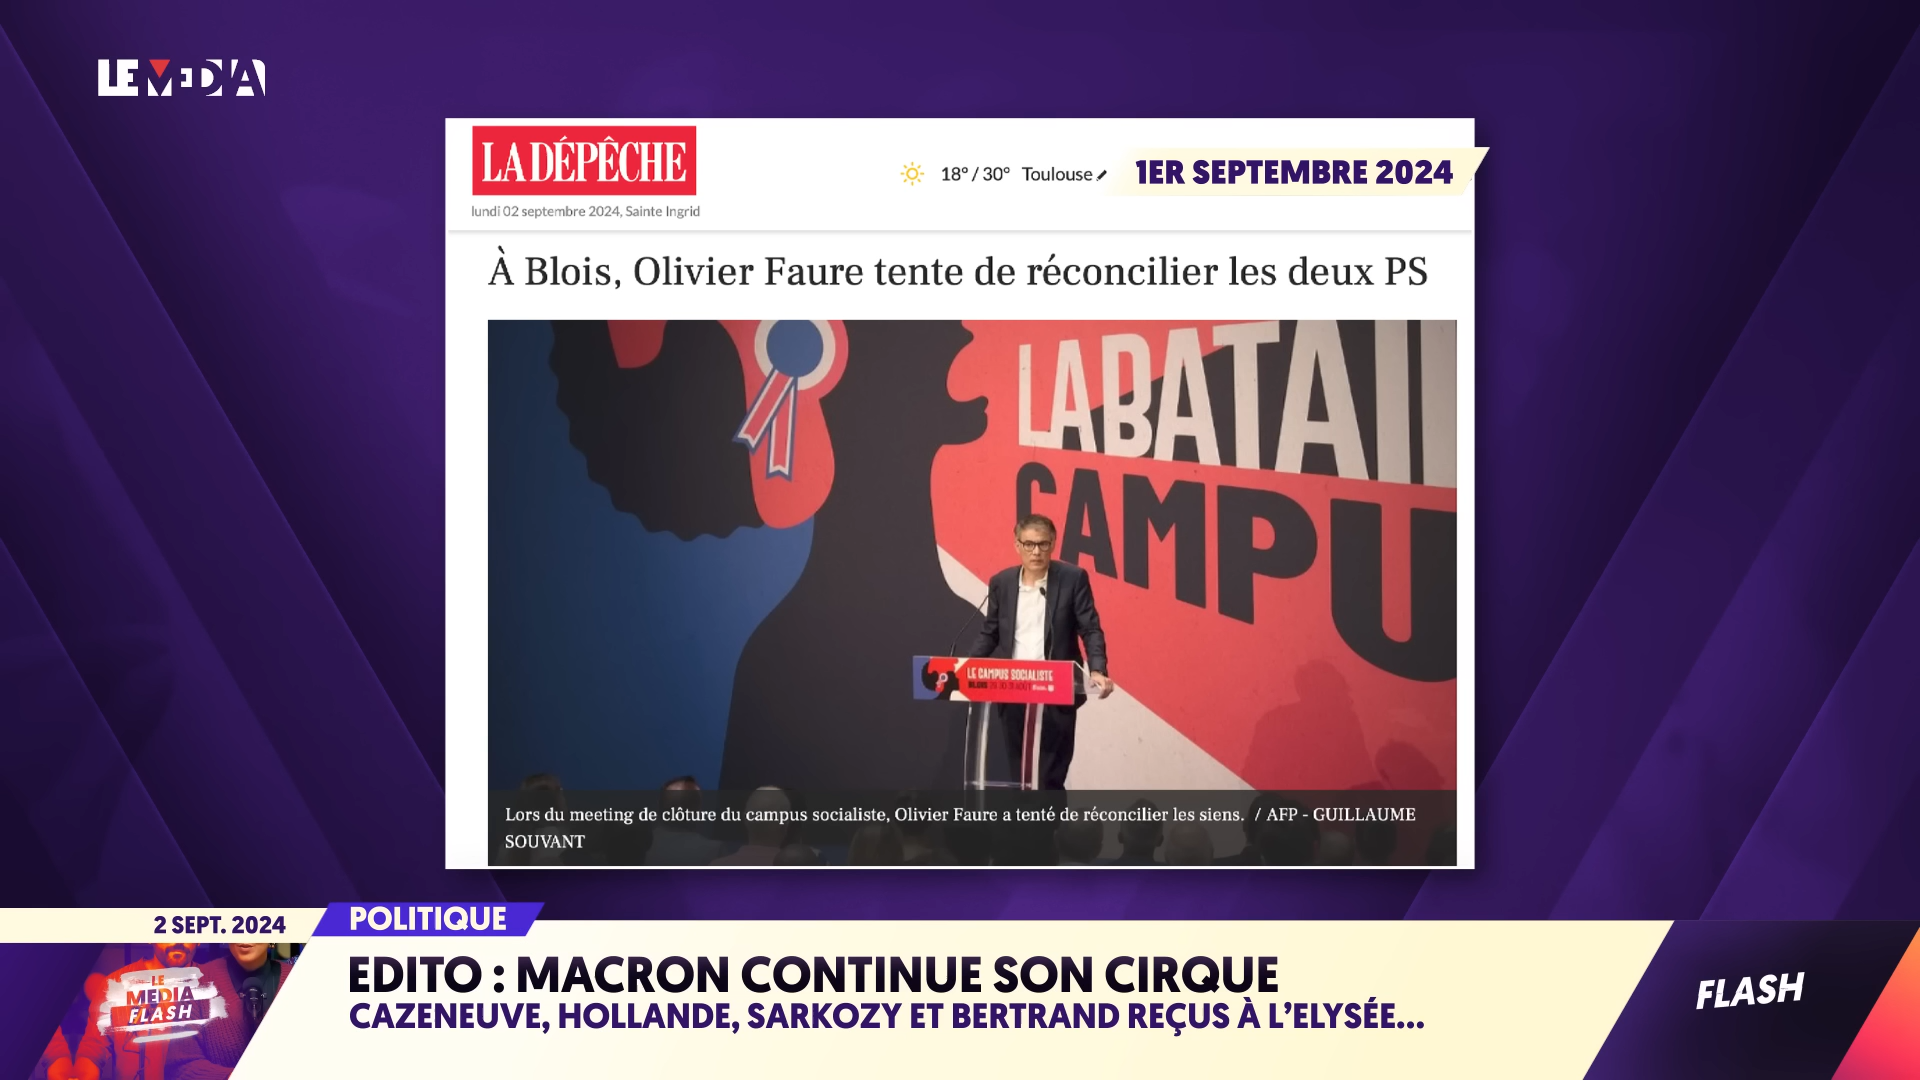 LE MEDIA
LA DÉPÊCHE
lundi 02 septembre 2024, Sainte Ingrid
18° / 30° Toulouse
1ER SEPTEMBRE 2024
À Blois, Olivier Faure tente de réconcilier les deux PS
LA BATAI
CAMPU
LE CAMPUS SOCIALISTE
BLOIS
Lors du meeting de clôture du campus socialiste, Olivier Faure a tenté de réconcilier les siens. / AFP - GUILLAUME
SOUVANT
2 SEPT. 2024
POLITIQUE
LE
MEDIA
FLASH
EDITO : MACRON CONTINUE SON CIRQUE
CAZENEUVE, HOLLANDE, SARKOZY ET BERTRAND REÇUS À L'ELYSÉE...
FLASH